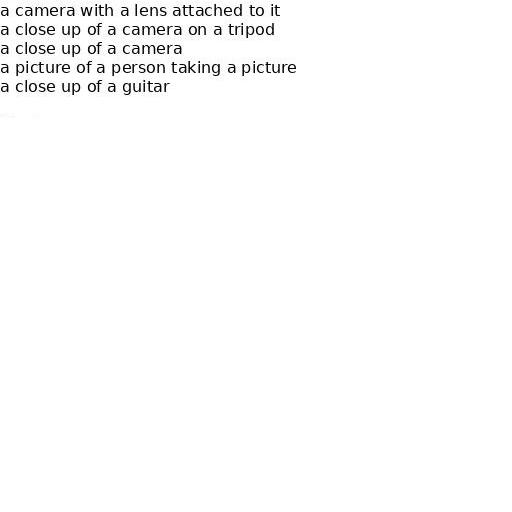 a camera with a lens attached to it
a close up of a camera on a tripod
a close up of a camera
a picture of a person taking a picture
a close up of a guitar